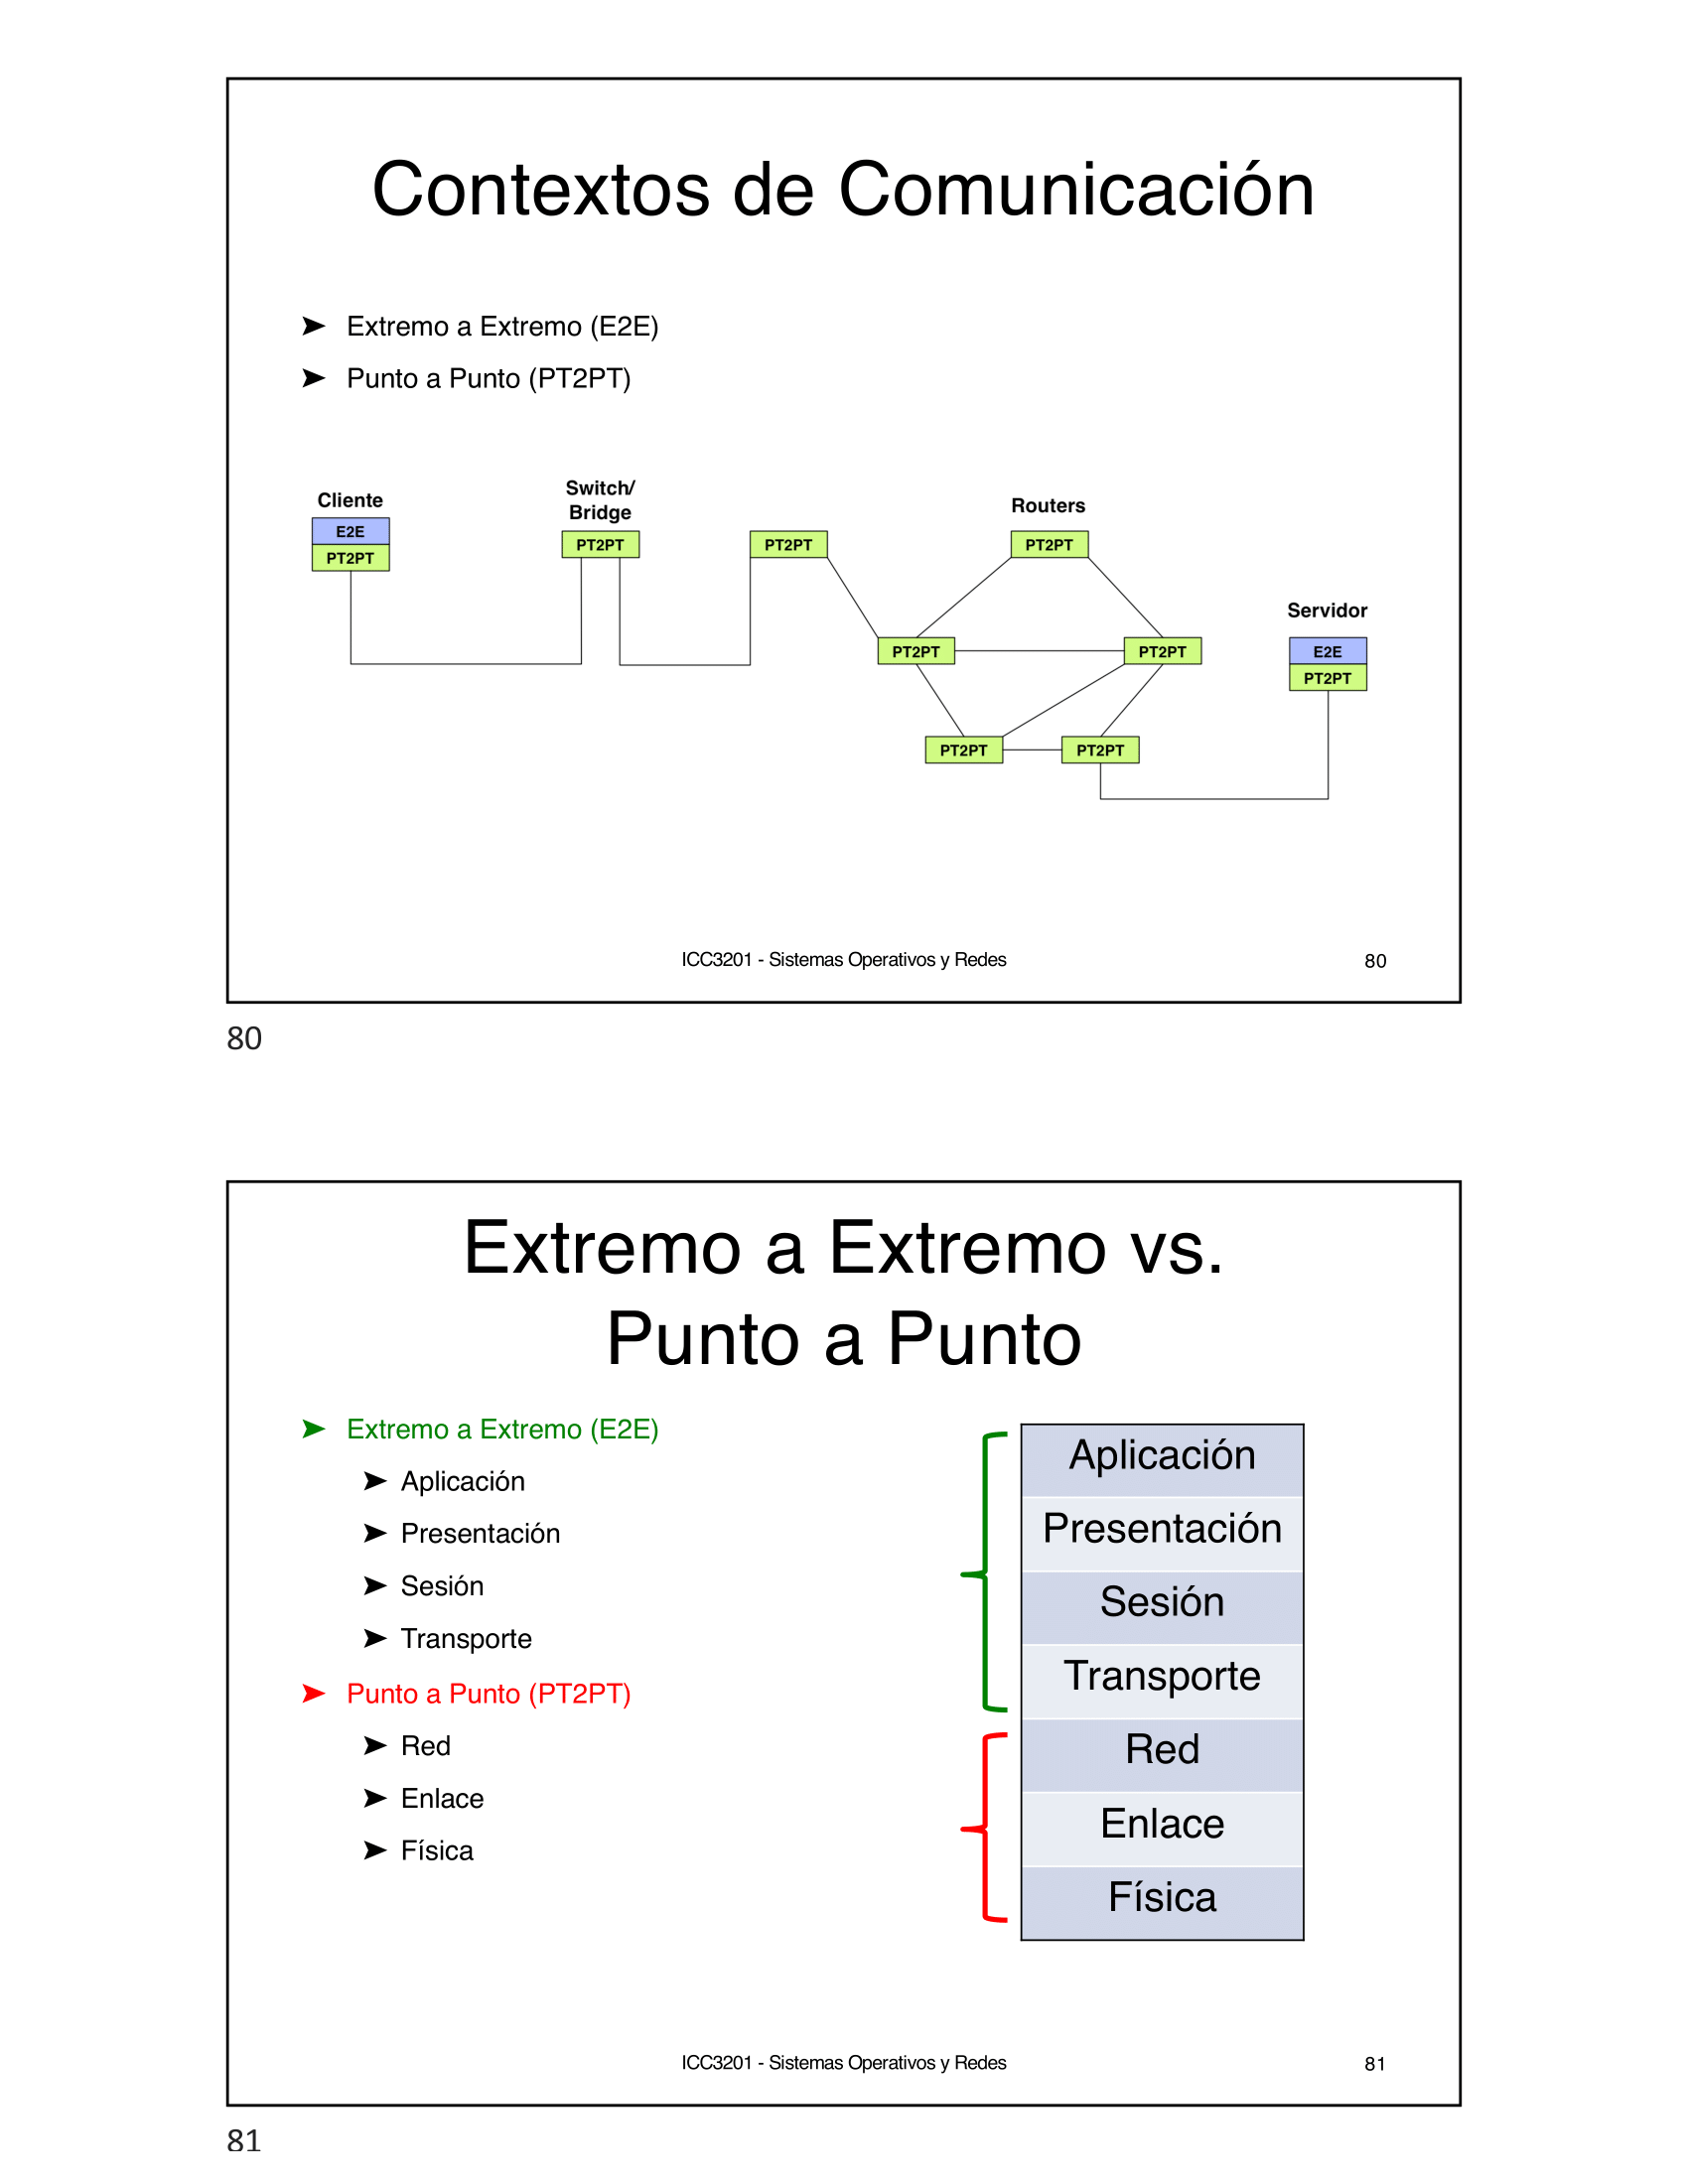 Contextos de Comunicación
➤ Extremo a Extremo (E2E)
➤ Punto a Punto (PT2PT)
Cliente
E2E
PT2PT
Switch/
Bridge
PT2PT
PT2PT
Routers
PT2PT
PT2PT
PT2PT
PT2PT
PT2PT
Servidor
E2E
PT2PT
ICC3201 - Sistemas Operativos y Redes
80
80
Extremo a Extremo vs.
Punto a Punto
➤ Extremo a Extremo (E2E)
➤ Aplicación
➤ Presentación
➤ Sesión
➤ Transporte
➤ Punto a Punto (PT2PT)
➤ Red
➤ Enlace
➤ Física
Aplicación
Presentación
Sesión
Transporte
Red
Enlace
Física
ICC3201 - Sistemas Operativos y Redes
81
81